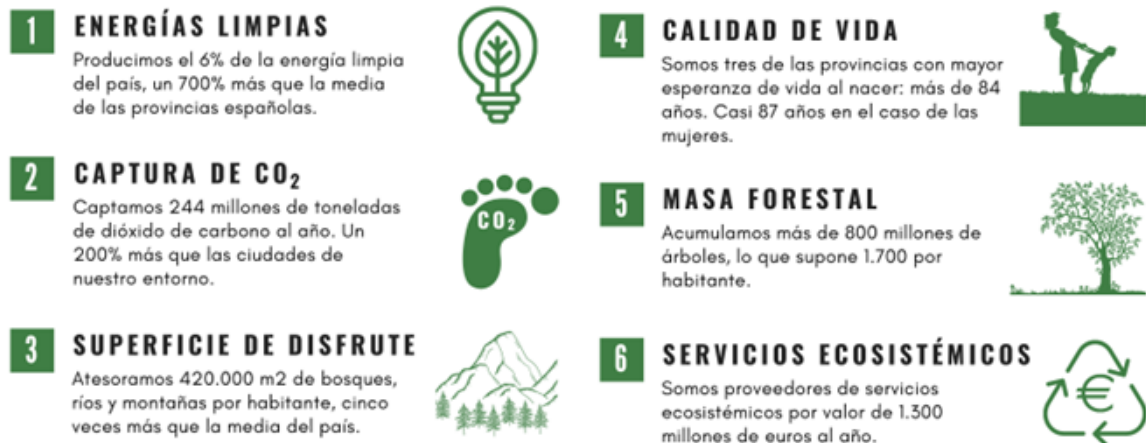 1
ENERGÍAS LIMPIAS
Producimos el 6% de la energía limpia
del país, un 700% más que la media
de las provincias españolas.
2
CAPTURA DE CO₂
Captamos 244 millones de toneladas
de dióxido de carbono al año. Un
200% más que las ciudades de
nuestro entorno.
CO₂
3
SUPERFICIE DE DISFRUTE
Atesoramos 420.000 m2 de bosques,
ríos y montañas por habitante, cinco
veces más que la media del país.
4
CALIDAD DE VIDA
Somos tres de las provincias con mayor
esperanza de vida al nacer: más de 84
años. Casi 87 años en el caso de las
mujeres.
5
MASA FORESTAL
Acumulamos más de 800 millones de
árboles, lo que supone 1.700 por
habitante.
6
SERVICIOS ECOSISTÉMICOS
Somos proveedores de servicios
ecosistémicos por valor de 1.300
millones de euros al año.
€